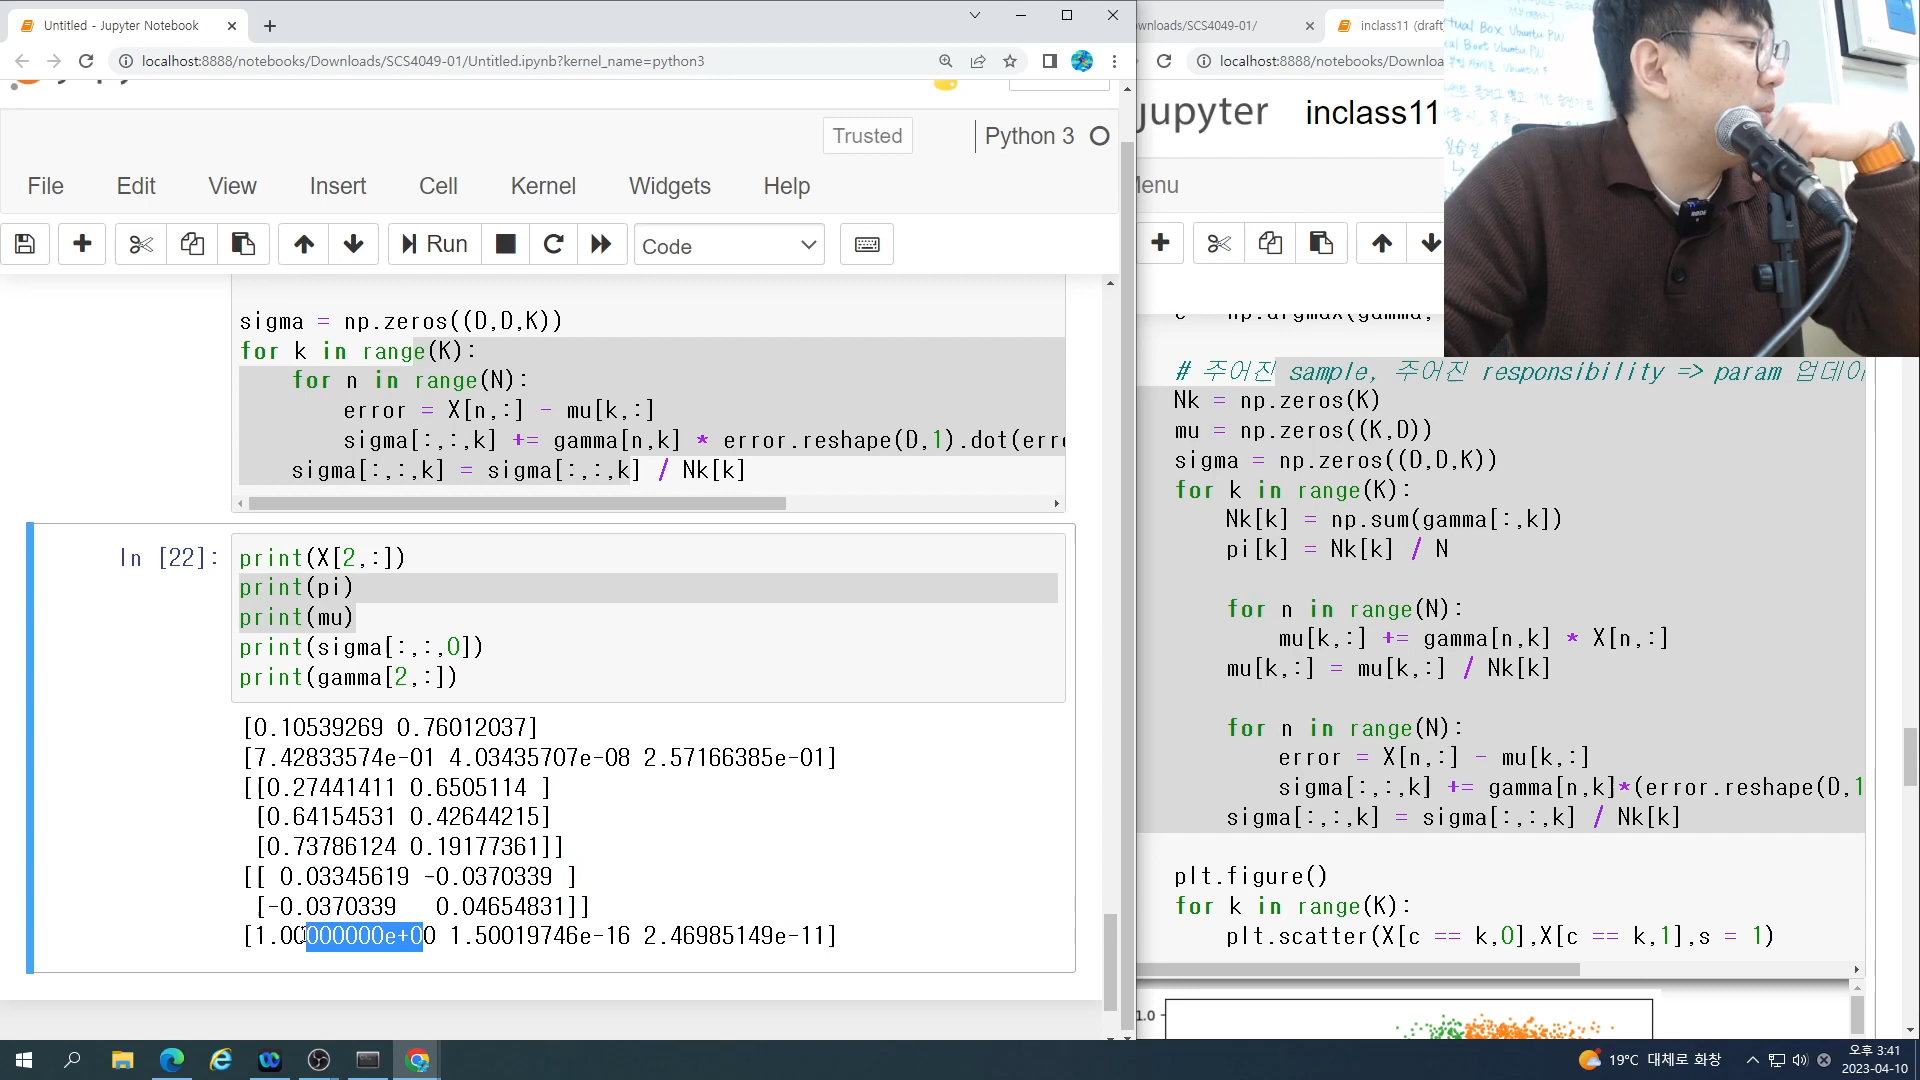 Untitled - Jupyter Notebook
localhost:8888/notebooks/Downloads/SCS4049-01/Untitled.ipynb?kernel_name=python3
Trusted
Python 3
File Edit View Insert Cell Kernel Widgets Help
Run
Code
sigma = np.zeros((D,D,K))
for k in range(K):
for n in range(N):
error = X[n,:] - mu[k,:]
sigma[:,:,k] += gamma[n,k] * error.reshape(D,1).dot(erro
sigma[:,:,k] = sigma[:,:,k] / Nk[k]
In [22]:
print(X[2,:])
print(pi)
print(mu)
print(sigma[:,:,0])
print(gamma[2,:])
[0.10539269 0.76012037]
[7.42833574e-01 4.03435707e-08 2.57166385e-01]
[[0.27441411 0.6505114 ]
[0.64154531 0.42644215]
[0.73786124 0.19177361]]
[[ 0.03345619 -0.0370339 ]
[-0.0370339 0.04654831]]
[1.00000000e+00 1.50019746e-16 2.46985149e-11]
wnloads/SCS4049-01/
inclass11 (draft
localhost:8888/notebooks/Downloa
jupyter inclass11
Menu
# 주어진 sample, 주어진 responsibility => param 업데이
Nk = np.zeros(K)
mu = np.zeros((K,D))
sigma = np.zeros((D,D,K))
for k in range(K):
Nk[k] = np.sum(gamma[:,k])
pi[k] = Nk[k] / N
for n in range(N):
mu[k,:] += gamma[n,k] * X[n,:]
mu[k,:] = mu[k,:] / Nk[k]
for n in range(N):
error = X[n,:] - mu[k,:]
sigma[:,:,k] += gamma[n,k]*(error.reshape(D,1
sigma[:,:,k] = sigma[:,:,k] / Nk[k]
plt.figure()
for k in range(K):
plt.scatter(X[c == k,0],X[c == k,1],s = 1)
1.0
19°C 대체로 화창
오후 3:41
2023-04-10